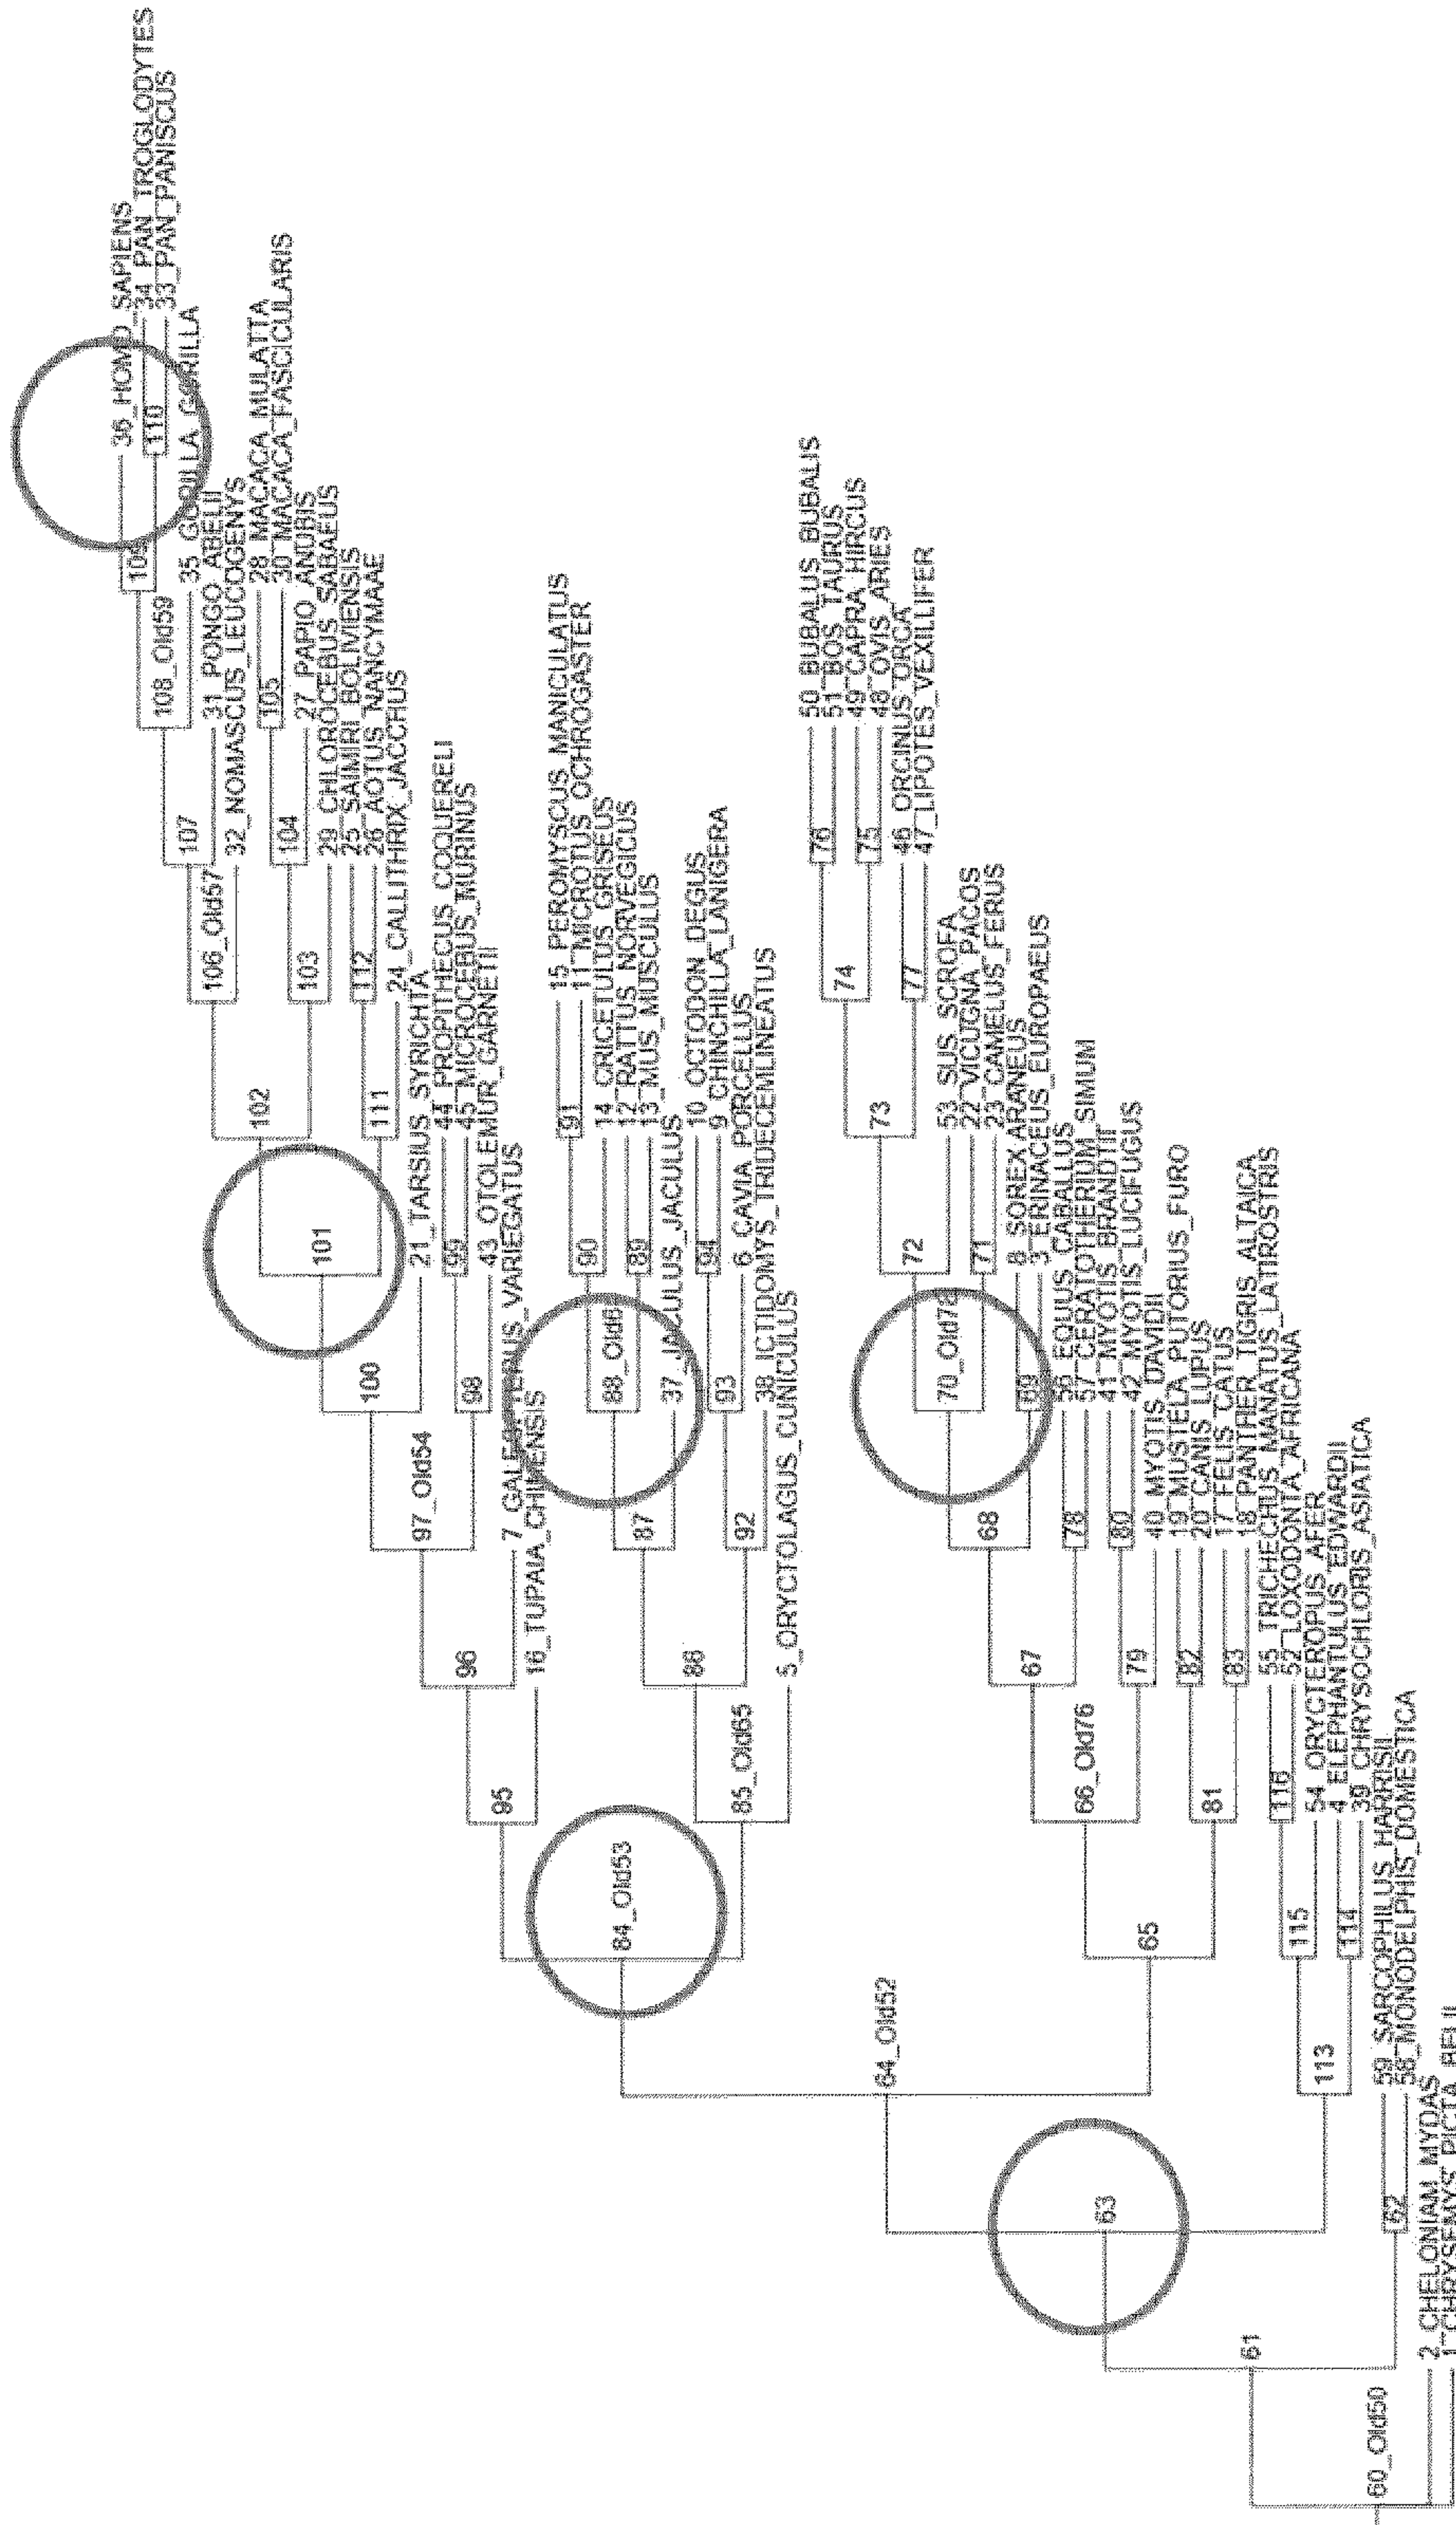 36_HOMO_SAPIENS
34_PAN_TROGLODYTES
33_PAN_PANISCUS
110
109
35_GORILLA_GORILLA
108_Old59
31_PONGO_ABELII
107
32_NOMASCUS_LEUCOGENYS
106_Old57
28_MACACA_MULATTA
30_MACACA_FASCICULARIS
105
27_PAPIO_ANUBIS
104
29_CHLOROCEBUS_SABAEUS
103
102
25_SAIMIRI_BOLIVIENSIS
26_AOTUS_NANCYMAAE
112
24_CALLITHRIX_JACCHUS
111
101
21_TARSIUS_SYRICHTA
100
44_PROPITHECUS_COQUERELI
45_MICROCEBUS_MURINUS
99
43_OTOLEMUR_GARNETII
98
97_Old54
7_GALEOPTERUS_VARIEGATUS
96
16_TUPAIA_CHINENSIS
95
15_PEROMYSCUS_MANICULATUS
11_MICROTUS_OCHROGASTER
91
14_CRICETULUS_GRISEUS
90
12_RATTUS_NORVEGICUS
13_MUS_MUSCULUS
89
88_Old6
37_JACULUS_JACULUS
87
10_OCTODON_DEGUS
9_CHINCHILLA_LANIGERA
94
6_CAVIA_PORCELLUS
93
38_ICTIDOMYS_TRIDECEMLINEATUS
92
86
5_ORYCTOLAGUS_CUNICULUS
85_Old65
84_Old53
50_BUBALUS_BUBALIS
51_BOS_TAURUS
76
49_CAPRA_HIRCUS
48_OVIS_ARIES
75
74
46_ORCINUS_ORCA
47_LIPOTES_VEXILLIFER
77
73
53_SUS_SCROFA
72
22_VICUGNA_PACOS
23_CAMELUS_FERUS
71
70_Old78
8_SOREX_ARANEUS
3_ERINACEUS_EUROPAEUS
69
68
56_EQUUS_CABALLUS
57_CERATOTHERIUM_SIMUM
78
67
41_MYOTIS_BRANDTII
42_MYOTIS_LUCIFUGUS
80
40_MYOTIS_DAVIDII
79
66_Old76
19_MUSTELA_PUTORIUS_FURO
20_CANIS_LUPUS
82
17_FELIS_CATUS
18_PANTHER_TIGRIS_ALTAICA
83
81
65
64_Old52
55_TRICHECHUS_MANATUS_LATIROSTRIS
52_LOXODONTA_AFRICANA
116
54_ORYCTEROPUS_AFER
115
4_ELEPHANTULUS_EDWARDII
39_CHRYSOCHLORIS_ASIATICA
114
113
63
59_SARCOPHILUS_HARRISII
58_MONODELPHIS_DOMESTICA
62
61
2_CHELONIAM_MYDAS
1_CHRYSEMYS_PICTA_BELII
60_Old50